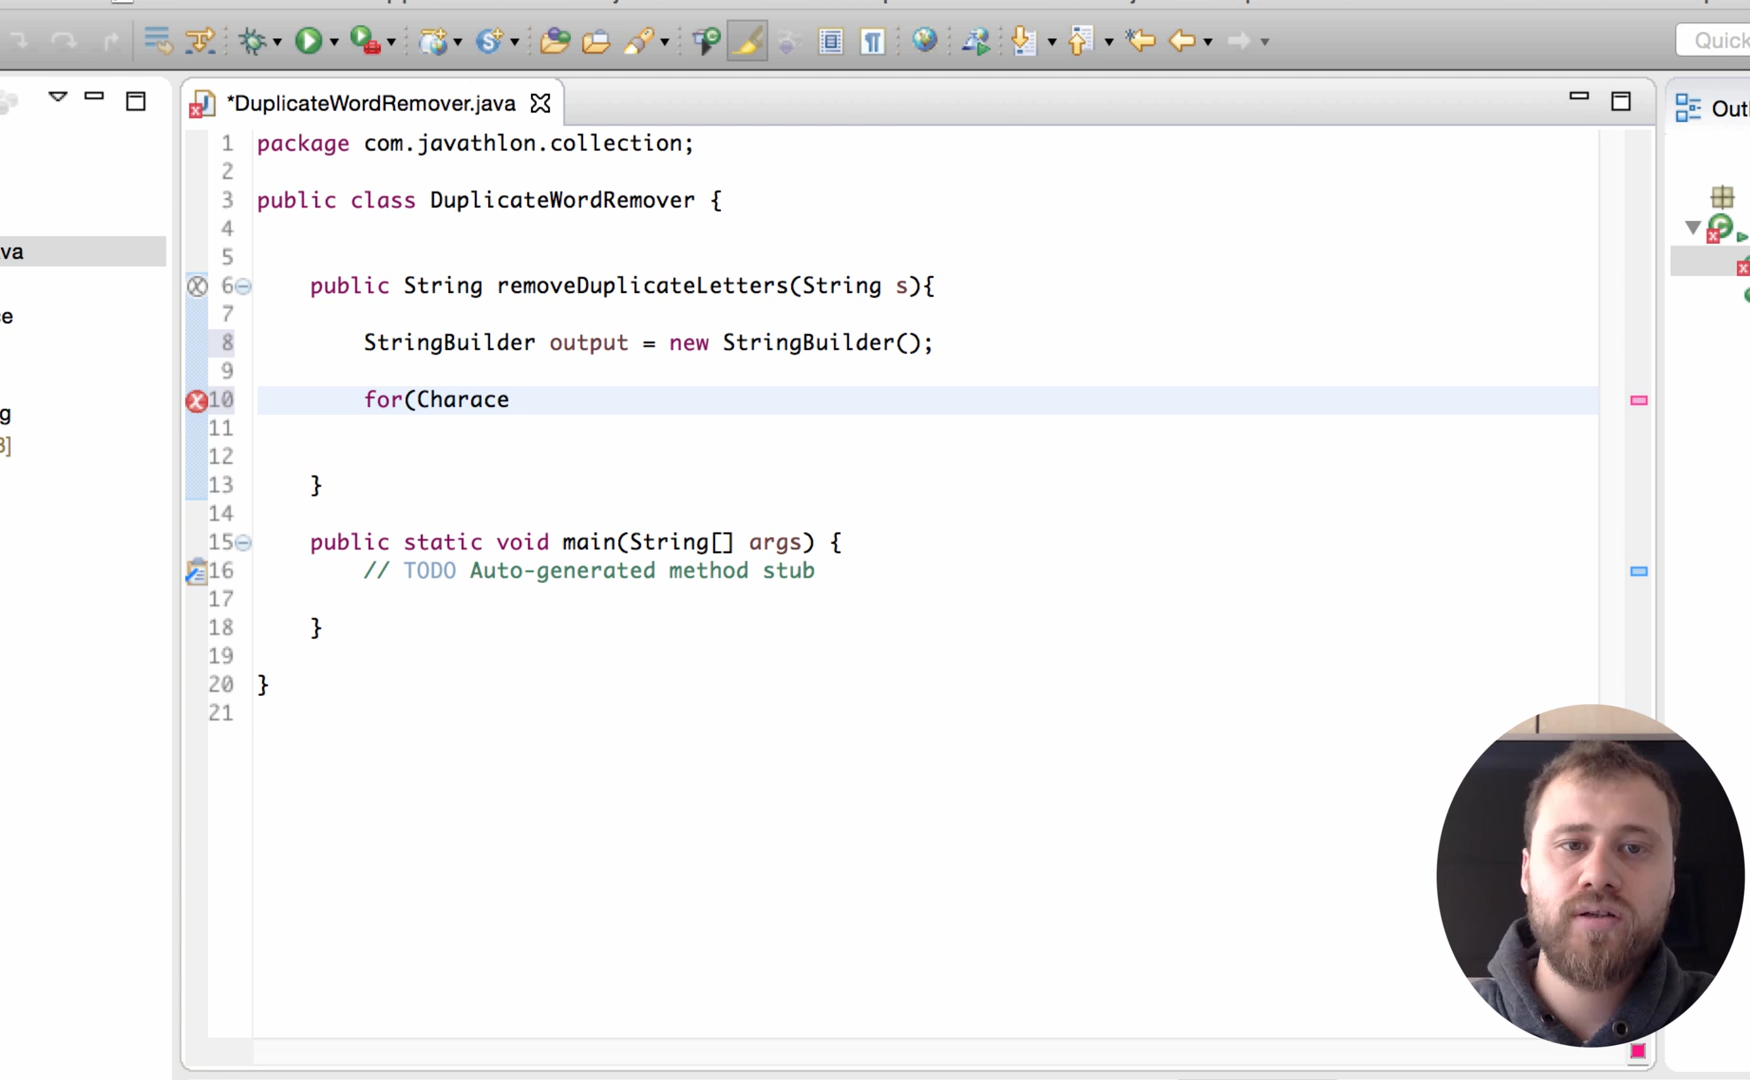 Quick
*DuplicateWordRemover.java
Outl
1 package com.javathlon.collection;
2
3 public class DuplicateWordRemover {
4
5
6 public String removeDuplicateLetters(String s){
7
8 StringBuilder output = new StringBuilder();
9
10 for(Charace
11
12
13 }
14
15 public static void main(String[] args) {
16 // TODO Auto-generated method stub
17
18 }
19
20 }
21
va
ce
g
3]